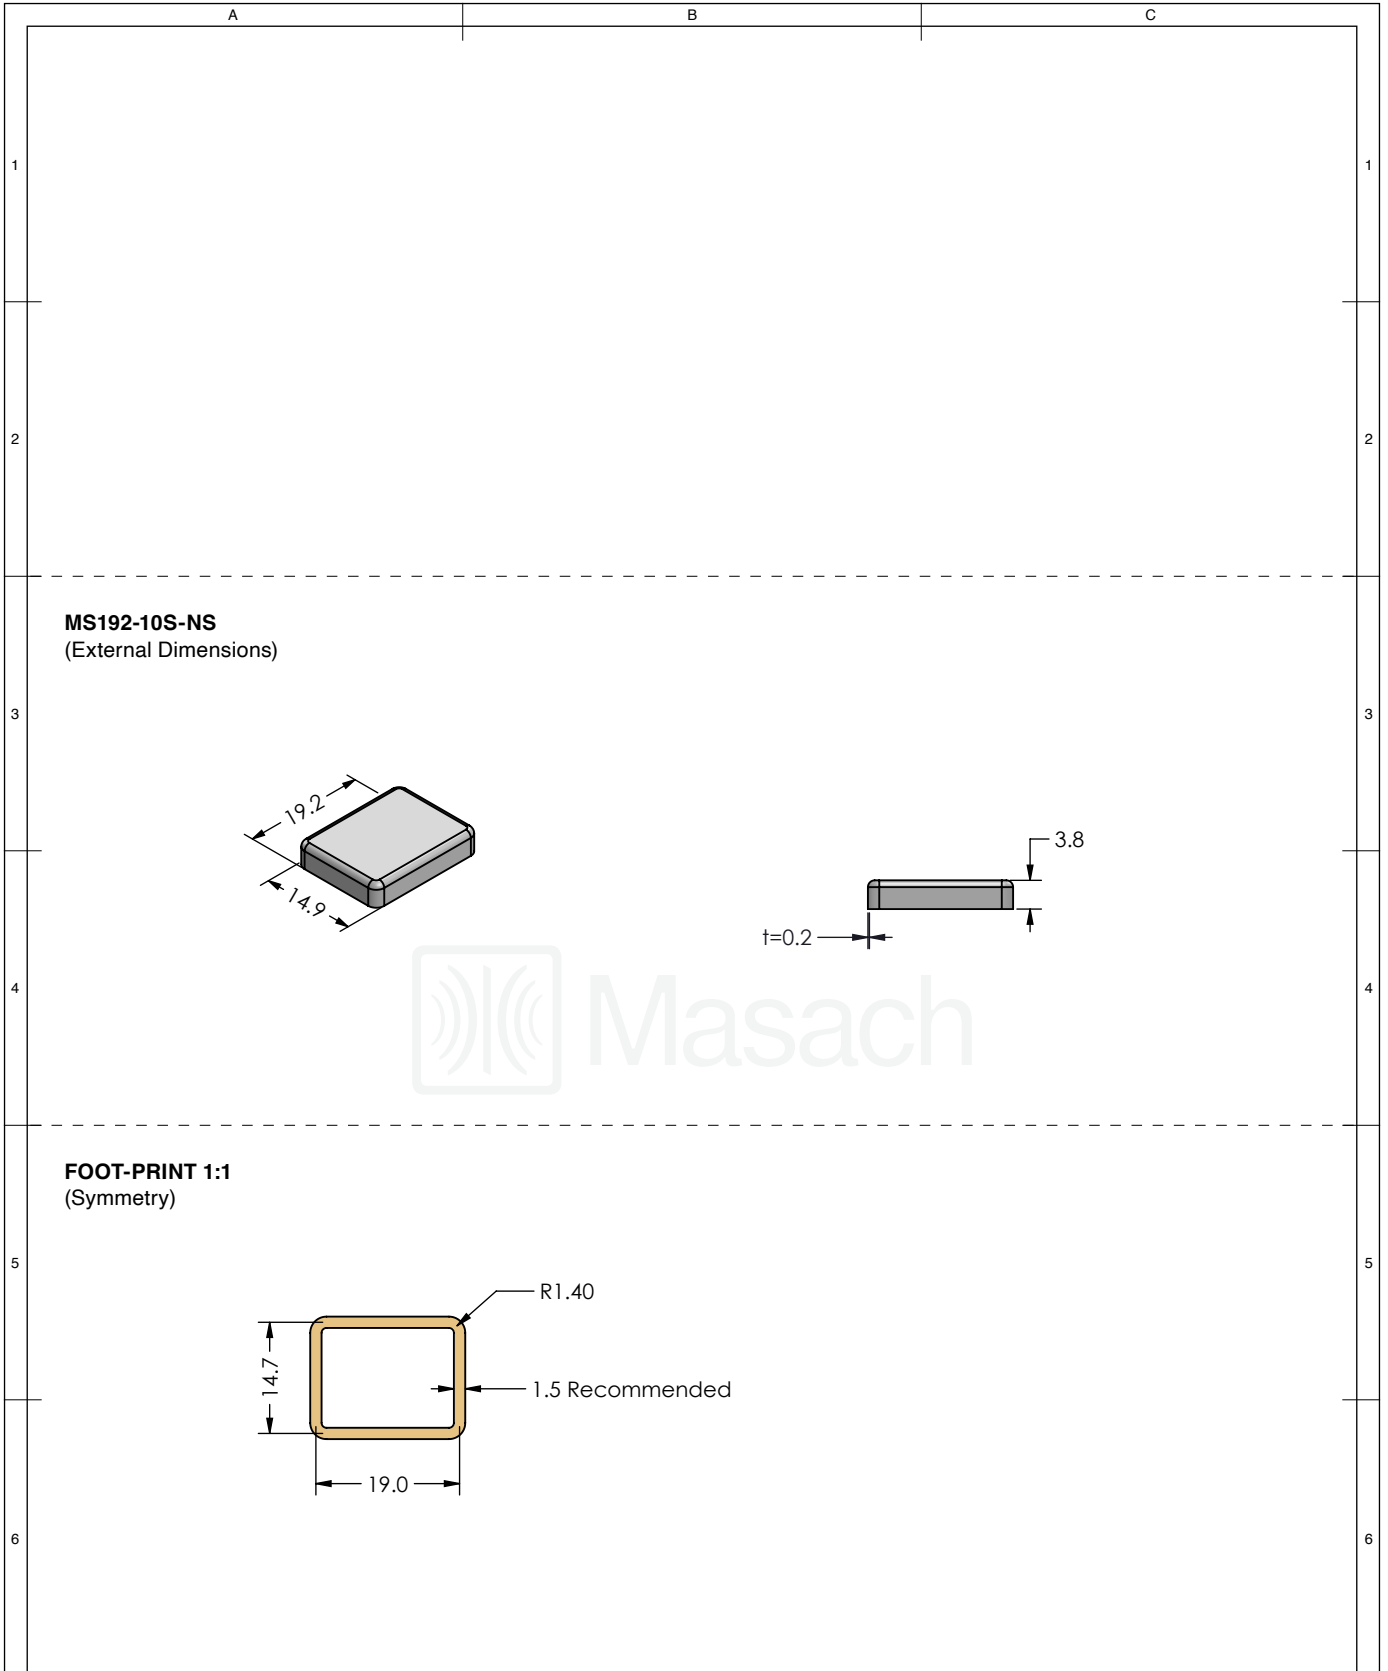 A B C
1 1
2 2
MS192-10S-NS
(External Dimensions)
3 3
19.2
14.9
3.8
t=0.2
4 4
Masach
FOOT-PRINT 1:1
(Symmetry)
5 5
R1.40
14.7
1.5 Recommended
19.0
6 6